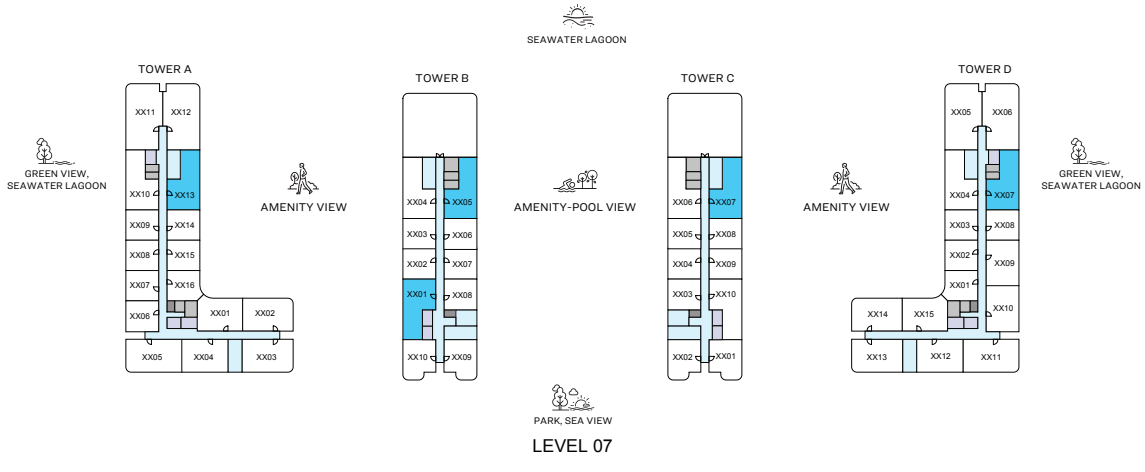 SEAWATER LAGOON
TOWER A
TOWER B
TOWER C
TOWER D
XX11
XX12
XX10
XX13
XX09
XX14
XX08
XX15
XX07
XX16
XX06
XX01
XX02
XX05
XX04
XX03
XX04
XX05
XX03
XX06
XX02
XX07
XX01
XX08
XX10
XX09
XX06
XX07
XX05
XX08
XX04
XX09
XX03
XX10
XX02
XX01
XX05
XX06
XX04
XX07
XX03
XX08
XX02
XX09
XX01
XX10
XX14
XX15
XX13
XX12
XX11
GREEN VIEW,
SEAWATER LAGOON
AMENITY VIEW
AMENITY-POOL VIEW
AMENITY VIEW
GREEN VIEW,
SEAWATER LAGOON
PARK, SEA VIEW
LEVEL 07